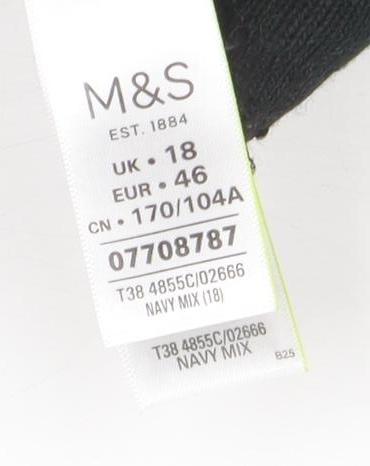 M&S
EST. 1884
UK • 18
EUR • 46
CN • 170/104A
07708787
T38 4855C/02666
NAVY MIX (18)
T38 4855C/02666
NAVY MIX
B25